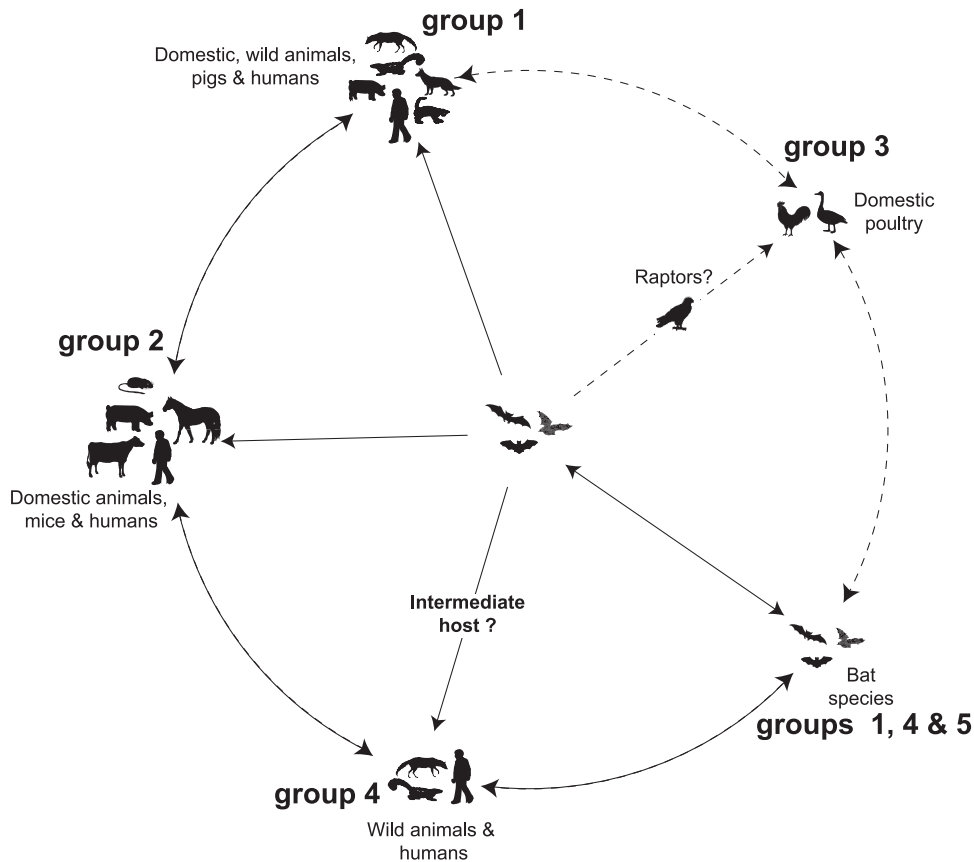 group 1
Domestic, wild animals,
pigs & humans
group 3
Domestic
poultry
Raptors?
group 2
Domestic animals,
mice & humans
Intermediate
host ?
Bat
species
groups 1, 4 & 5
group 4
Wild animals &
humans